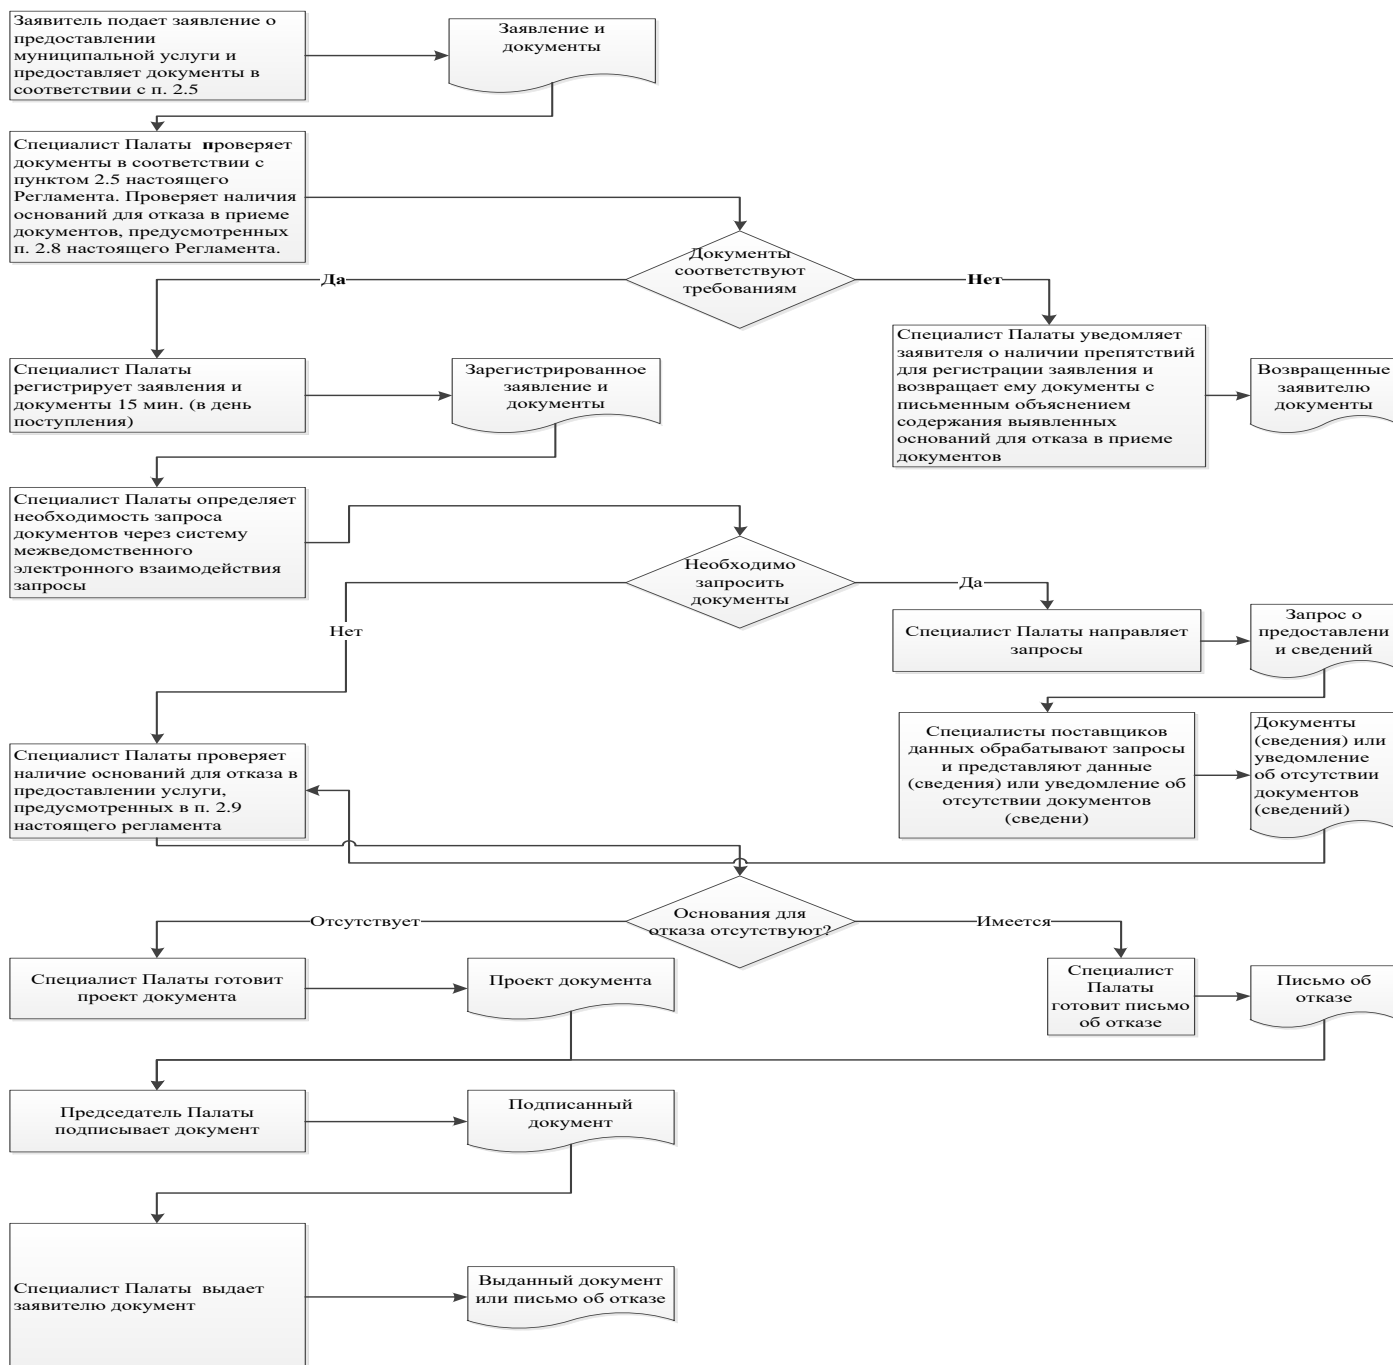 Заявитель подает заявление о
предоставлении
муниципальной услуги и
предоставляет документы в
соответствии с п. 2.5
Заявление и
документы
Специалист Палаты проверяет
документы в соответствии с
пунктом 2.5 настоящего
Регламента. Проверяет наличия
оснований для отказа в приеме
документов, предусмотренных
п. 2.8 настоящего Регламента.
Документы
соответствуют
требованиям
Да
Нет
Специалист Палаты
регистрирует заявления и
документы 15 мин. (в день
поступления)
Зарегистрированное
заявление и
документы
Специалист Палаты уведомляет
заявителя о наличии препятствий
для регистрации заявления и
возвращает ему документы с
письменным объяснением
содержания выявленных
оснований для отказа в приеме
документов
Возвращенные
заявителю
документы
Специалист Палаты определяет
необходимость запроса
документов через систему
межведомственного
электронного взаимодействия
запросы
Необходимо
запросить
документы
Да
Нет
Специалист Палаты направляет
запросы
Запрос о
предоставлени
и сведений
Специалисты поставщиков
данных обрабатывают запросы
и представляют данные
(сведения) или уведомление об
отсутствии документов
(сведени)
Документы
(сведения) или
уведомление
об отсутствии
документов
(сведений)
Специалист Палаты проверяет
наличие оснований для отказа в
предоставлении услуги,
предусмотренных в п. 2.9
настоящего регламента
Основания для
отказа отсутствуют?
Отсутствует
Имеется
Специалист Палаты готовит
проект документа
Проект документа
Специалист
Палаты
готовит письмо
об отказе
Письмо об
отказе
Председатель Палаты
подписывает документ
Подписанный
документ
Специалист Палаты выдает
заявителю документ
Выданный документ
или письмо об отказе